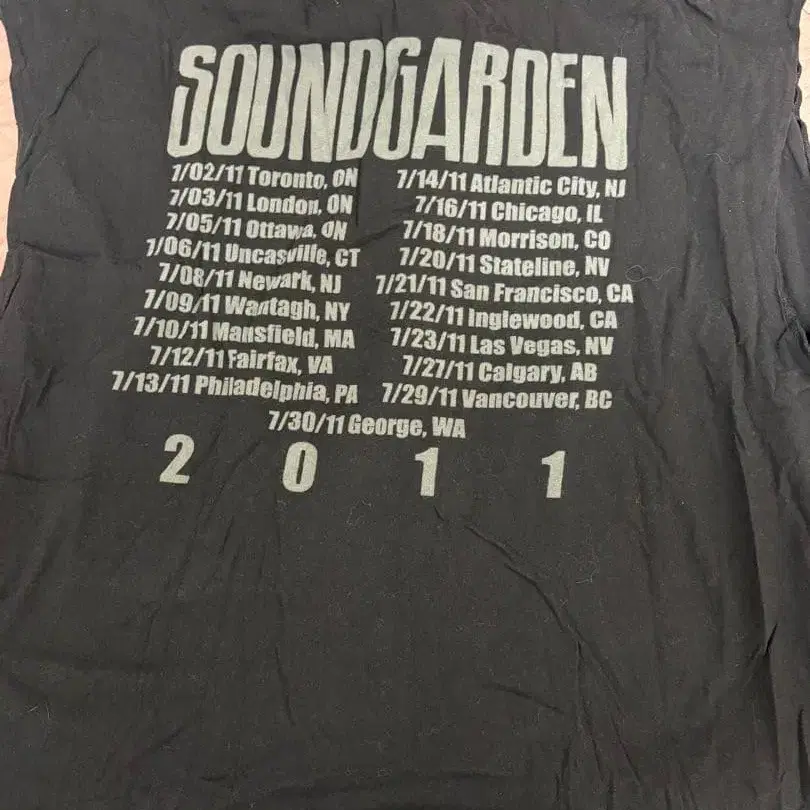 SOUNDGARDEN
7/02/11 Toronto, ON
7/03/11 London, ON
7/05/11 Ottawa, ON
7/06/11 Uncasville, CT
7/08/11 Newark, NJ
7/09/11 Wantagh, NY
7/10/11 Mansfield, MA
7/12/11 Fairfax, VA
7/13/11 Philadelphia, PA
7/14/11 Atlantic City, NJ
7/16/11 Chicago, IL
7/18/11 Morrison, CO
7/20/11 Stateline, NV
7/21/11 San Francisco, CA
7/22/11 Inglewood, CA
7/23/11 Las Vegas, NV
7/27/11 Calgary, AB
7/29/11 Vancouver, BC
7/30/11 George, WA
2 0 1 1